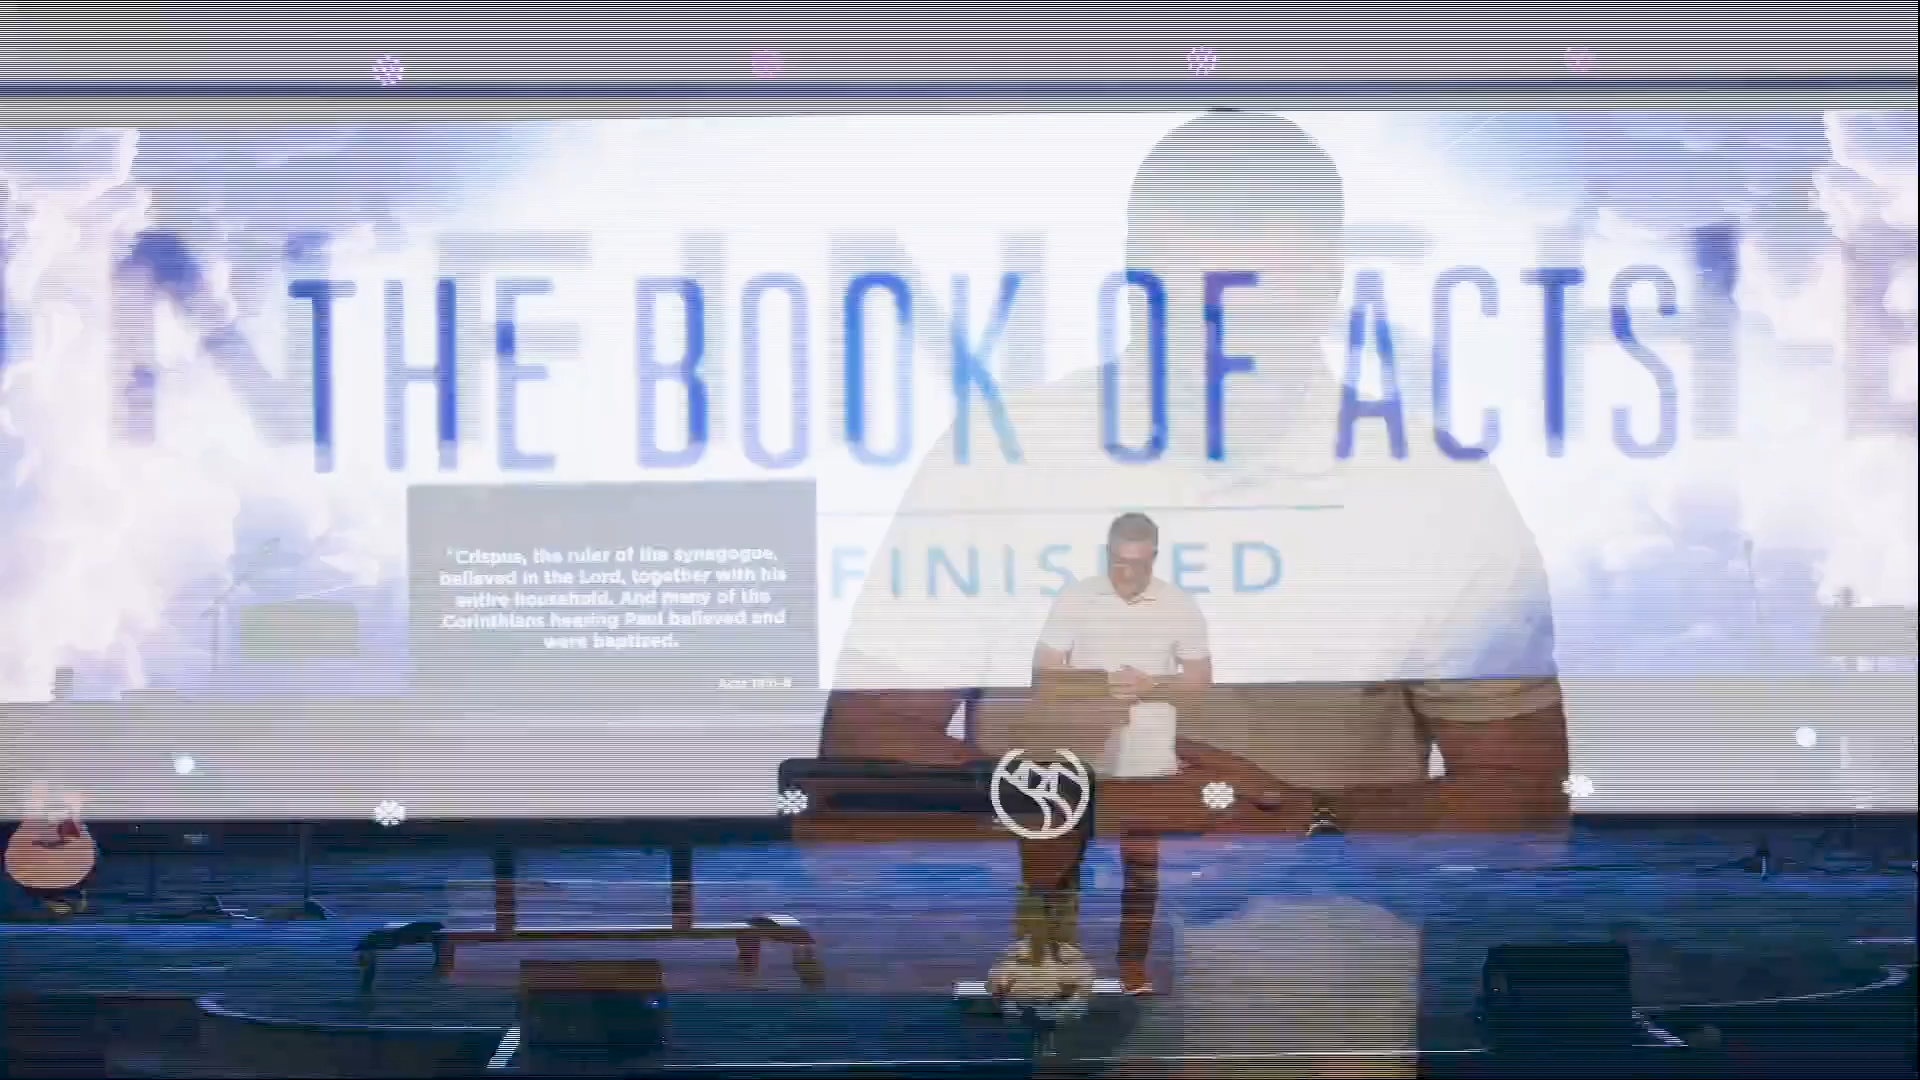 THE BOOK OF ACTS
FINISHED
"Crispus, the ruler of the synagogue,
believed in the Lord, together with his
entire household. And many of the
Corinthians hearing Paul believed and
were baptized.